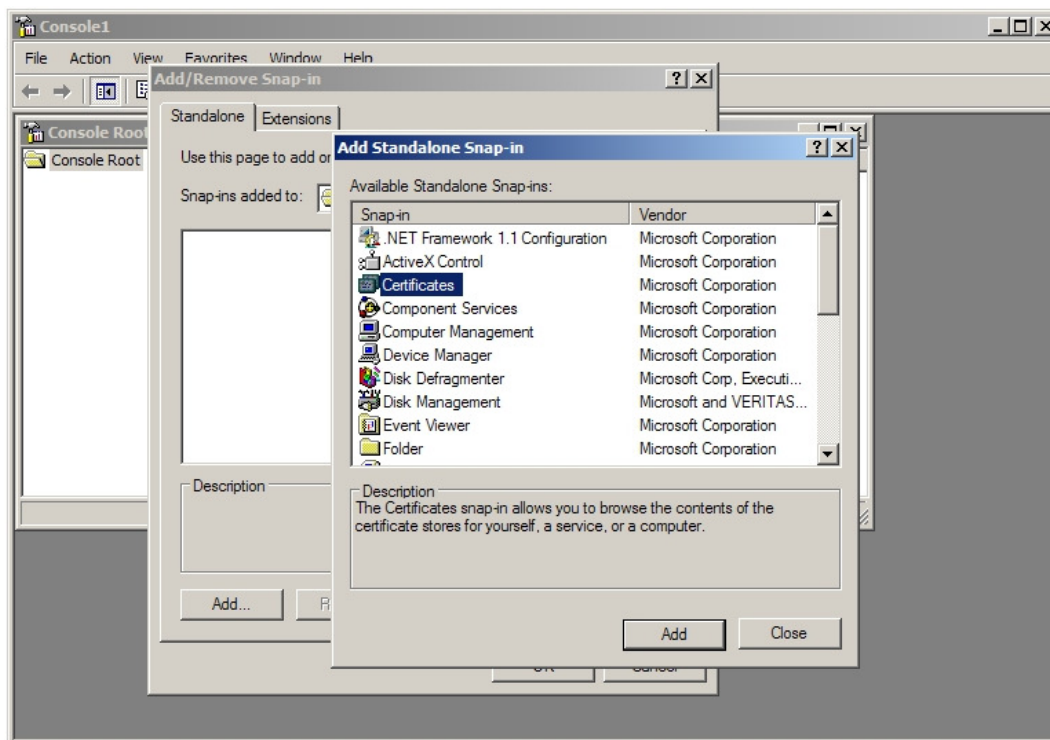 Console1
File Action View Favorites Window Help
Add/Remove Snap-in
Standalone Extensions
Console Root
Console Root
Use this page to add or
Snap-ins added to:
Description
Add...
Add Standalone Snap-in
Available Standalone Snap-ins:
Snap-in Vendor
.NET Framework 1.1 Configuration Microsoft Corporation
ActiveX Control Microsoft Corporation
Certificates Microsoft Corporation
Component Services Microsoft Corporation
Computer Management Microsoft Corporation
Device Manager Microsoft Corporation
Disk Defragmenter Microsoft Corp, Executi...
Disk Management Microsoft and VERITAS...
Event Viewer Microsoft Corporation
Folder Microsoft Corporation
Description
The Certificates snap-in allows you to browse the contents of the
certificate stores for yourself, a service, or a computer.
Add Close